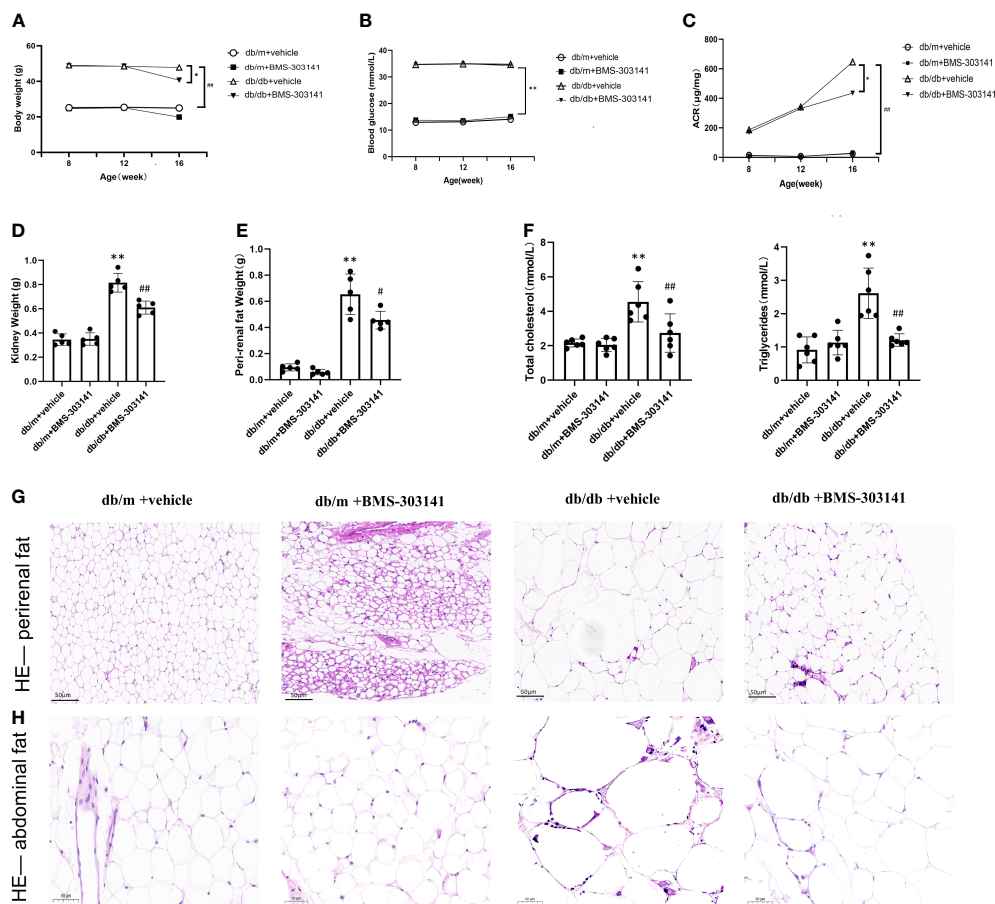 A
Body weight (g)
60
40
20
0
8
12
16
Age(week)
db/m+vehicle
db/m+BMS-303141
db/db+vehicle
db/db+BMS-303141
*
##
B
Blood glucose (mmol/L)
40
30
20
10
0
8
12
16
Age(week)
db/m+vehicle
db/m+BMS-303141
db/db+vehicle
db/db+BMS-303141
**
C
ACR(μg/mg)
800
600
400
200
0
8
12
16
Age(week)
db/m+vehicle
db/m+BMS-303141
db/db+vehicle
db/db+BMS-303141
*
##
D
Kidney Weight(g)
1.0
0.8
0.6
0.4
0.2
0.0
**
##
db/m+vehicle
db/m+BMS-303141
db/db+vehicle
db/db+BMS-303141
E
Peri-renal fat Weight(g)
1.0
0.8
0.6
0.4
0.2
0.0
**
#
db/m+vehicle
db/m+BMS-303141
db/db+vehicle
db/db+BMS-303141
F
Total cholesterol(mmol/L)
8
6
4
2
0
**
##
db/m+vehicle
db/m+BMS-303141
db/db+vehicle
db/db+BMS-303141
Triglycerides(mmol/L)
4
3
2
1
0
**
##
db/m+vehicle
db/m+BMS-303141
db/db+vehicle
db/db+BMS-303141
G
db/m +vehicle
db/m +BMS-303141
db/db +vehicle
db/db +BMS-303141
HE— perirenal fat
50μm
50μm
50μm
50μm
H
HE— abdominal fat
50 μm
50 μm
50 μm
50 μm